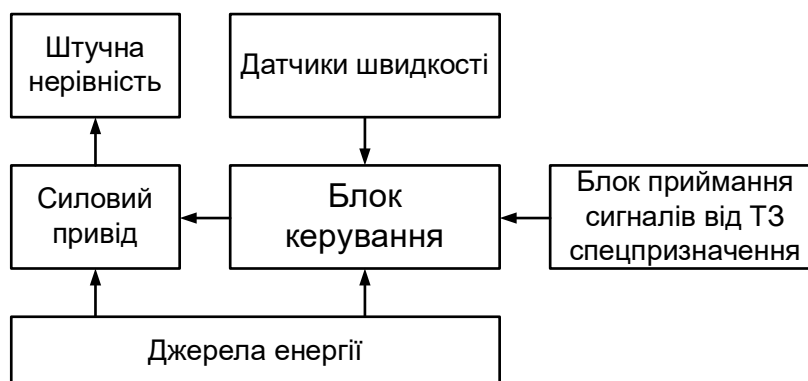 Штучна
нерівність
Датчики швидкості
Силовий
привід
Блок
керування
Блок приймання
сигналів від ТЗ
спецпризначення
Джерела енергії